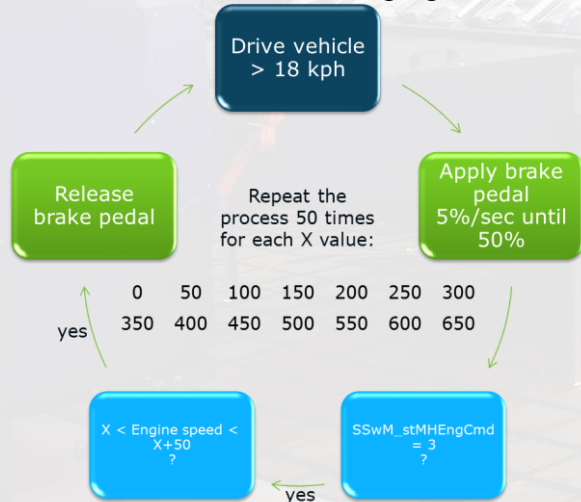 Drive vehicle
> 18 kph
Apply brake
pedal
5%/sec until
50%
Release
brake pedal
Repeat the
process 50 times
for each X value:
0 50 100 150 200 250 300
350 400 450 500 550 600 650
yes
SSwM_stMHEngCmd
= 3
?
yes
X < Engine speed <
X+50
?